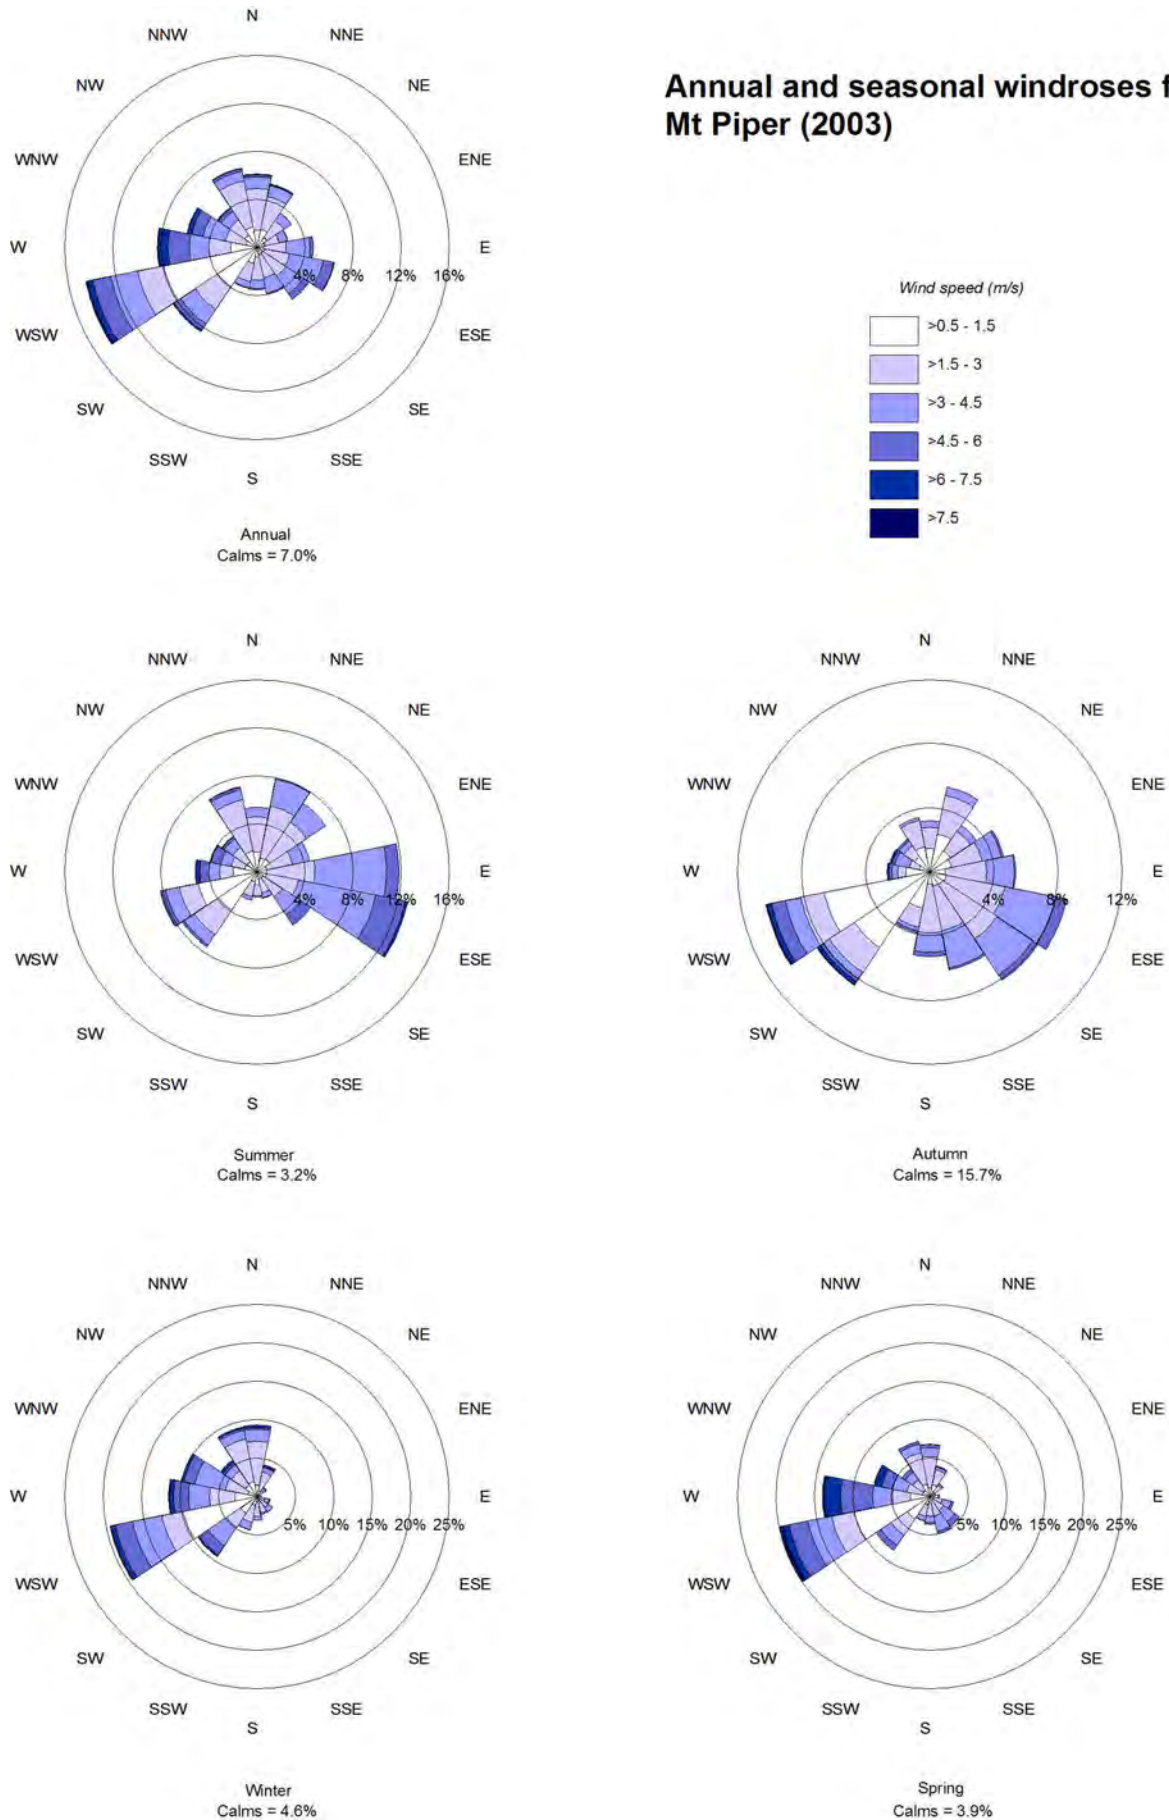 Annual and seasonal windroses f
Mt Piper (2003)
N
NNW
NNE
NW
NE
WNW
ENE
W
E
4% 8% 12% 16%
WSW
ESE
SW
SE
SSW
SSE
S
Annual
Calms = 7.0%
Wind speed (m/s)
>0.5 - 1.5
>1.5 - 3
>3 - 4.5
>4.5 - 6
>6 - 7.5
>7.5
N
NNW
NNE
NW
NE
WNW
ENE
W
E
4% 8% 12% 16%
WSW
ESE
SW
SE
SSW
SSE
S
Summer
Calms = 3.2%
N
NNW
NNE
NW
NE
WNW
ENE
W
E
4% 8% 12%
WSW
ESE
SW
SE
SSW
SSE
S
Autumn
Calms = 15.7%
N
NNW
NNE
NW
NE
WNW
ENE
W
E
5% 10% 15% 20% 25%
WSW
ESE
SW
SE
SSW
SSE
S
Winter
Calms = 4.6%
N
NNW
NNE
NW
NE
WNW
ENE
W
E
5% 10% 15% 20% 25%
WSW
ESE
SW
SE
SSW
SSE
S
Spring
Calms = 3.9%